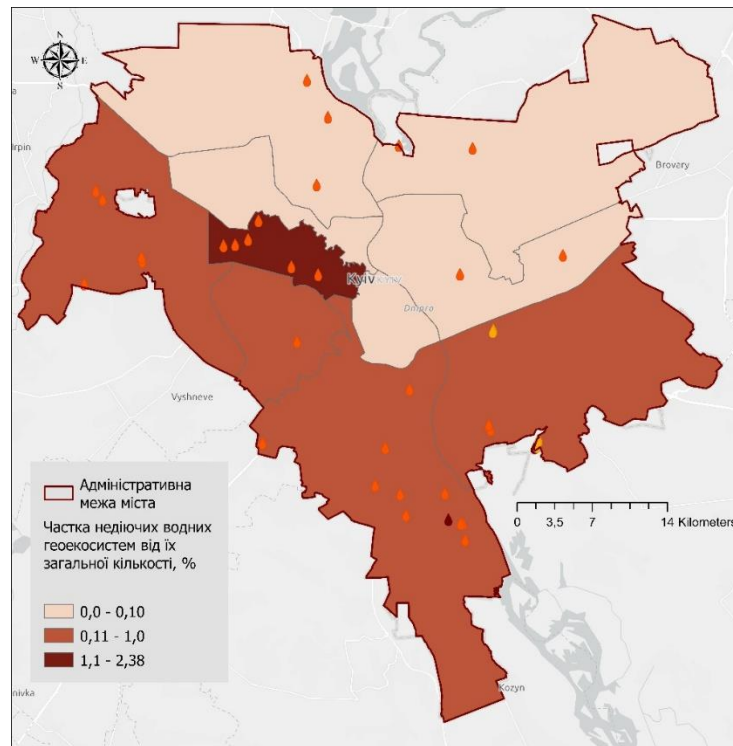 N
W E
S
a
Irpin
Brovary
Kyiv
Dnipro
Vyshneve
Адміністративна
межа міста
Частка недіючих водних
геоекосистем від їх
загальної кількості, %
0,0 - 0,10
0,11 - 1,0
1,1 - 2,38
0 3,5 7 14 Kilometers
nivka
Kozyn